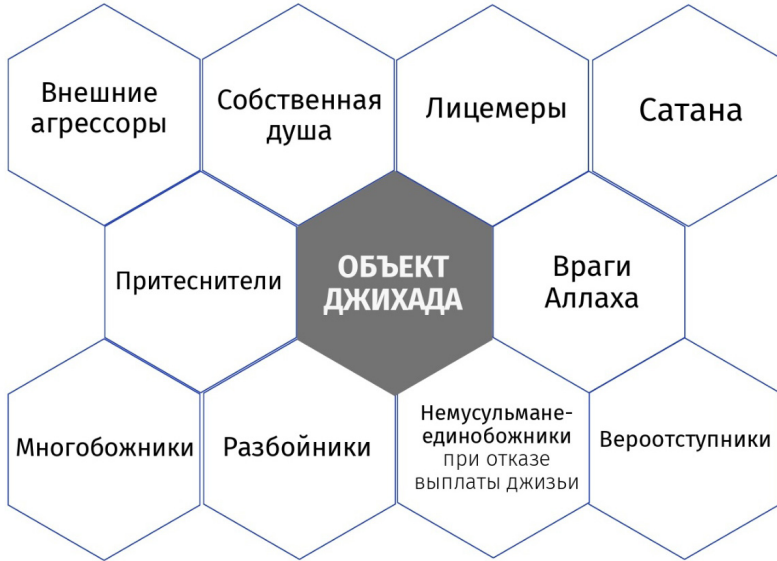 Внешние
агрессоры
Собственная
душа
Лицемеры
Сатана
Притеснители
ОБЪЕКТ
ДЖИХАДА
Враги
Аллаха
Многобожники
Разбойники
Немусульмане-
единобожники
при отказе
выплаты джизьи
Вероотступники